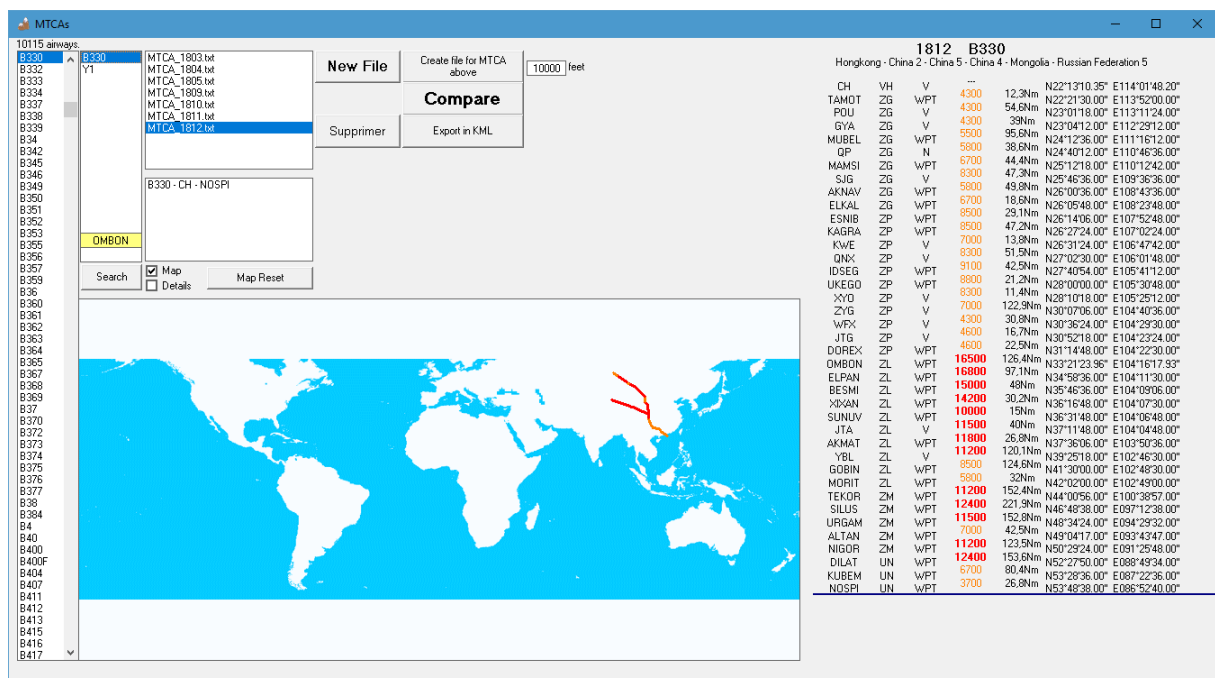 MTCAs
10115 airways.
B330
B332
B333
B334
B337
B338
B339
B34
B342
B345
B346
B349
B350
B351
B352
B353
B355
B356
B357
B359
B36
B360
B361
B362
B363
B364
B365
B367
B368
B369
B37
B370
B372
B373
B374
B375
B376
B377
B38
B384
B4
B40
B400
B400F
B404
B407
B411
B412
B413
B415
B416
B417
B330
Y1
OMBON
Search
MTCA_1803.txt
MTCA_1804.txt
MTCA_1805.txt
MTCA_1809.txt
MTCA_1810.txt
MTCA_1811.txt
MTCA_1812.txt
B330 - CH - NOSPI
Map
Details
Map Reset
New File
Create file for MTCA above
10000 feet
Compare
Supprimer
Export in KML
1812 B330
Hongkong - China 2 - China 5 - China 4 - Mongolia - Russian Federation 5
CH VH V --- N22°13'10.35" E114°01'48.20"
TAMOT ZG WPT 4300 12,3Nm N22°21'30.00" E113°52'00.00"
POU ZG V 4300 54,6Nm N23°01'18.00" E113°11'24.00"
GYA ZG V 4300 39Nm N23°04'12.00" E112°29'12.00"
MUBEL ZG WPT 5500 95,6Nm N24°12'36.00" E111°16'12.00"
QP ZG N 5800 38,6Nm N24°40'12.00" E110°46'36.00"
MAMSI ZG WPT 6700 44,4Nm N25°12'18.00" E110°12'42.00"
SJG ZG V 8300 47,3Nm N25°46'36.00" E109°36'36.00"
AKNAV ZG WPT 5800 49,8Nm N26°00'36.00" E108°43'36.00"
ELKAL ZG WPT 6700 18,6Nm N26°05'48.00" E108°23'48.00"
ESNIB ZP WPT 8500 29,1Nm N26°14'06.00" E107°52'48.00"
KAGRA ZP WPT 8500 47,2Nm N26°27'24.00" E107°02'24.00"
KWE ZP V 7000 13,8Nm N26°31'24.00" E106°47'42.00"
QNX ZP V 8300 51,5Nm N27°02'30.00" E106°01'48.00"
IDSEG ZP WPT 9100 42,5Nm N27°40'54.00" E105°41'12.00"
UKEGO ZP WPT 8800 21,2Nm N28°00'00.00" E105°30'48.00"
XYO ZP V 8300 11,4Nm N28°10'18.00" E105°25'12.00"
ZYG ZP V 7000 122,9Nm N30°07'06.00" E104°40'36.00"
WFX ZP V 4300 30,8Nm N30°36'24.00" E104°29'30.00"
JTG ZP V 4600 16,7Nm N30°52'18.00" E104°23'24.00"
DOREX ZP WPT 4600 22,5Nm N31°14'48.00" E104°22'30.00"
OMBON ZL WPT 16500 126,4Nm N33°21'23.96" E104°16'17.93"
ELPAN ZL WPT 16800 97,1Nm N34°58'36.00" E104°11'30.00"
BESMI ZL WPT 15000 48Nm N35°46'36.00" E104°09'06.00"
XIXAN ZL WPT 14200 30,2Nm N36°16'48.00" E104°07'30.00"
SUNUV ZL WPT 10000 15Nm N36°31'48.00" E104°06'48.00"
JTA ZL V 11500 40Nm N37°11'48.00" E104°04'48.00"
AKMAT ZL WPT 11800 26,8Nm N37°36'06.00" E103°50'36.00"
YBL ZL V 11200 120,1Nm N39°25'18.00" E102°46'30.00"
GOBIN ZL WPT 8500 124,6Nm N41°30'00.00" E102°48'30.00"
MORIT ZL WPT 5800 32Nm N42°02'00.00" E102°49'00.00"
TEKOR ZM WPT 11200 152,4Nm N44°00'56.00" E100°38'57.00"
SILUS ZM WPT 12400 221,9Nm N46°48'38.00" E097°12'38.00"
URGAM ZM WPT 11500 152,8Nm N48°34'24.00" E094°29'32.00"
ALTAN ZM WPT 7000 42,5Nm N49°04'17.00" E093°43'47.00"
NIGOR ZM WPT 11200 123,5Nm N50°29'24.00" E091°25'48.00"
DILAT UN WPT 12400 153,6Nm N52°27'50.00" E088°49'34.00"
KUBEM UN WPT 6700 80,4Nm N53°28'36.00" E087°22'36.00"
NOSPI UN WPT 3700 26,8Nm N53°48'38.00" E086°52'40.00"